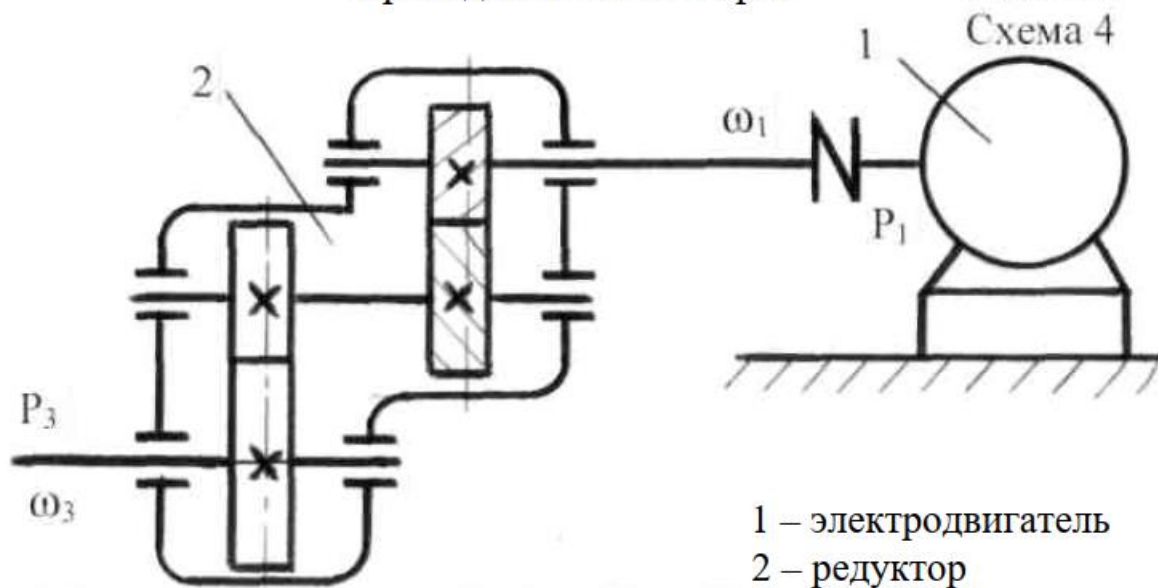 Схема 4
1
2
ω₁
P₁
P₃
ω₃
1 – электродвигатель
2 – редуктор